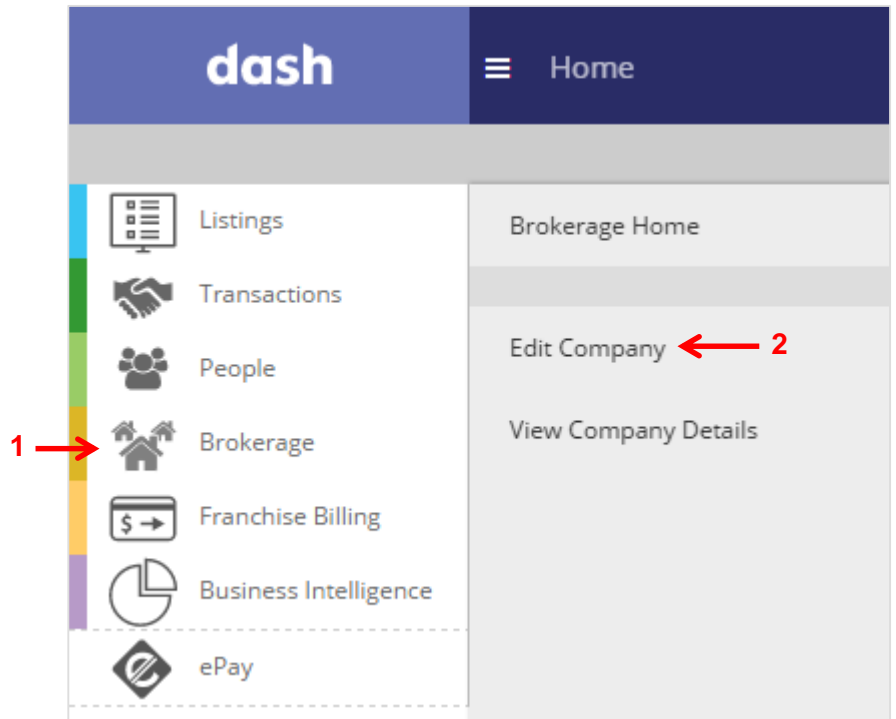 dash
Home
Listings
Transactions
People
1
Brokerage
$
Franchise Billing
Business Intelligence
ePay
Brokerage Home
Edit Company
2
View Company Details